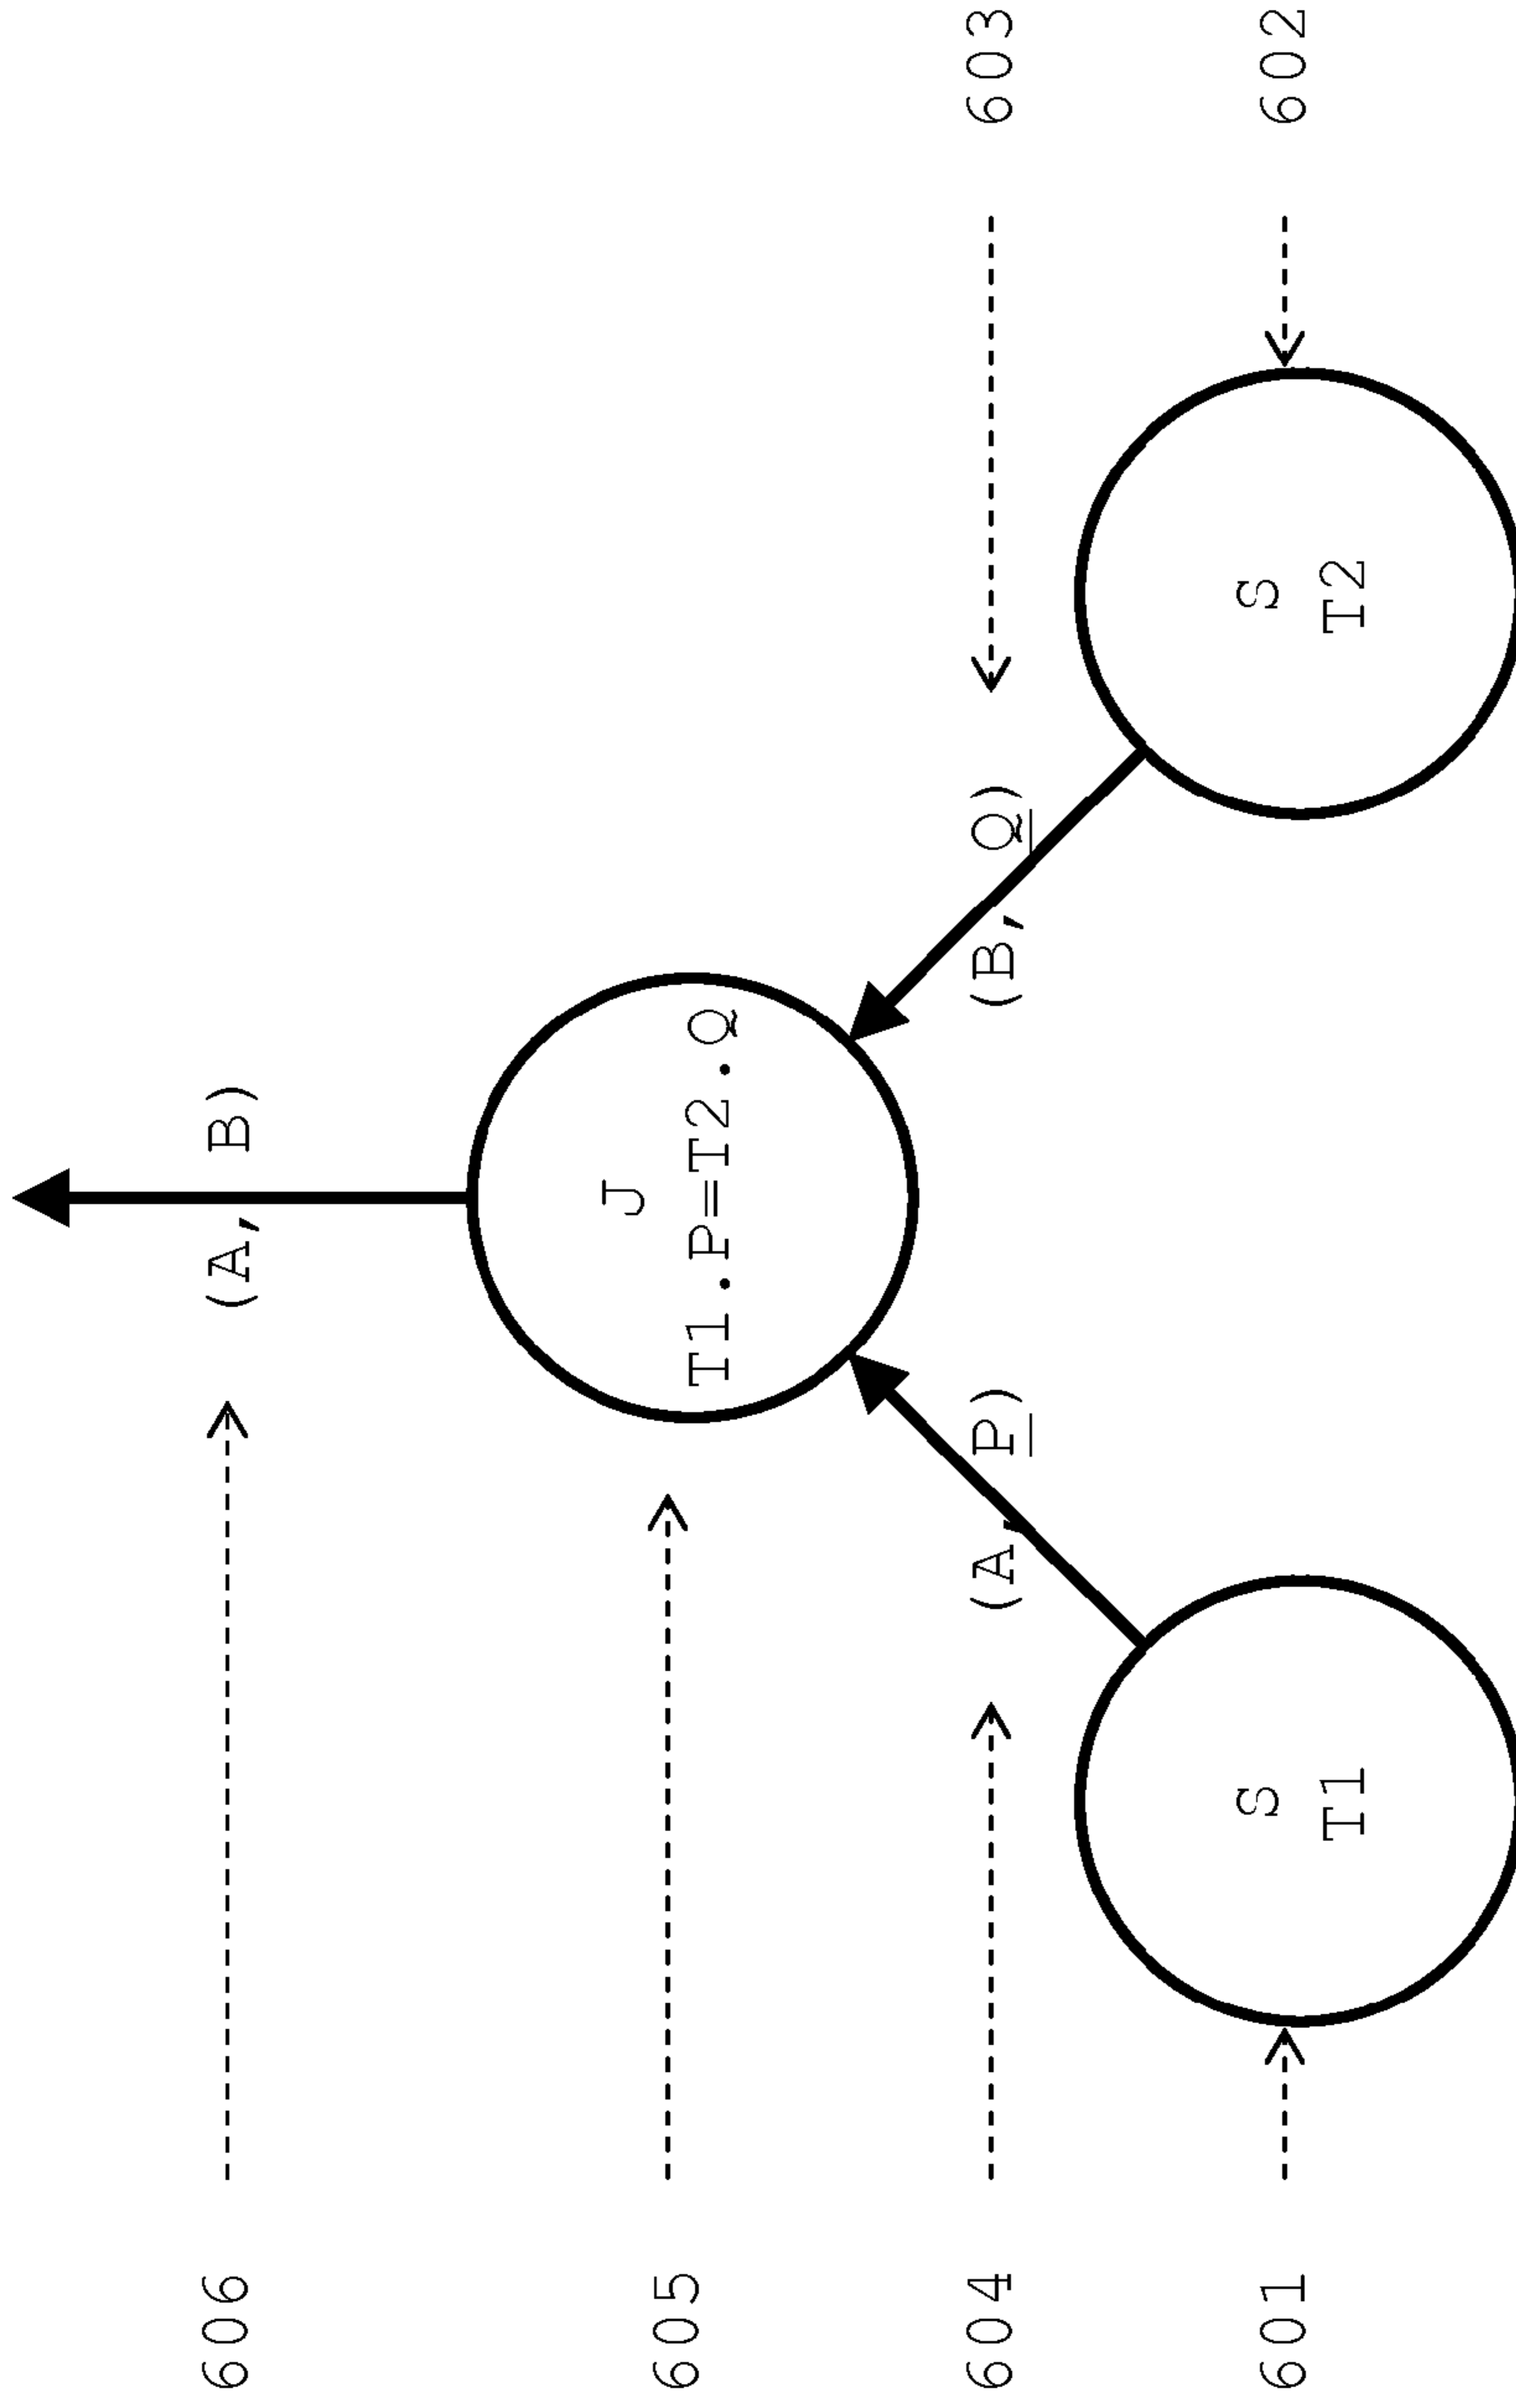 606 (A, B)
J
605 T1.P=T2.Q
604 (A, P) (B, Q) 603
601 S S 602
T1 T2